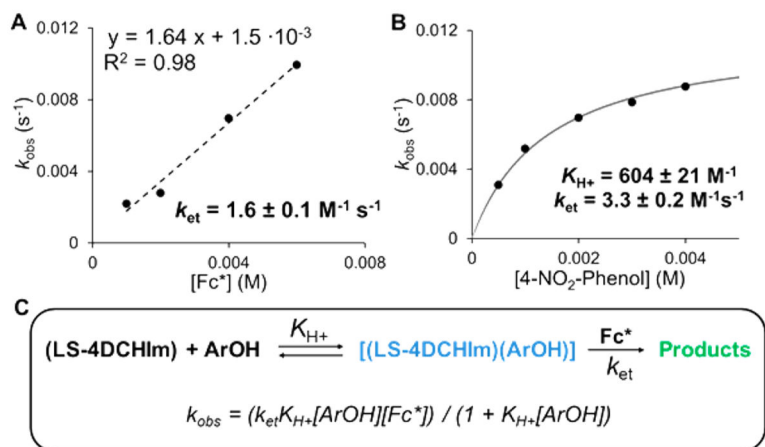 A
y = 1.64 x + 1.5 ·10⁻³
R² = 0.98
0.012
0.008
0.004
0
k_obs (s⁻¹)
k_et = 1.6 ± 0.1 M⁻¹ s⁻¹
0 0.004 0.008
[Fc*] (M)
B
0.012
0.008
0.004
0
k_obs (s⁻¹)
K_H+ = 604 ± 21 M⁻¹
k_et = 3.3 ± 0.2 M⁻¹s⁻¹
0 0.002 0.004
[4-NO₂-Phenol] (M)
C
(LS-4DCHIm) + ArOH K_H+ [(LS-4DCHIm)(ArOH)] Fc* k_et Products
k_obs = (k_etK_H+[ArOH][Fc*]) / (1 + K_H+[ArOH])